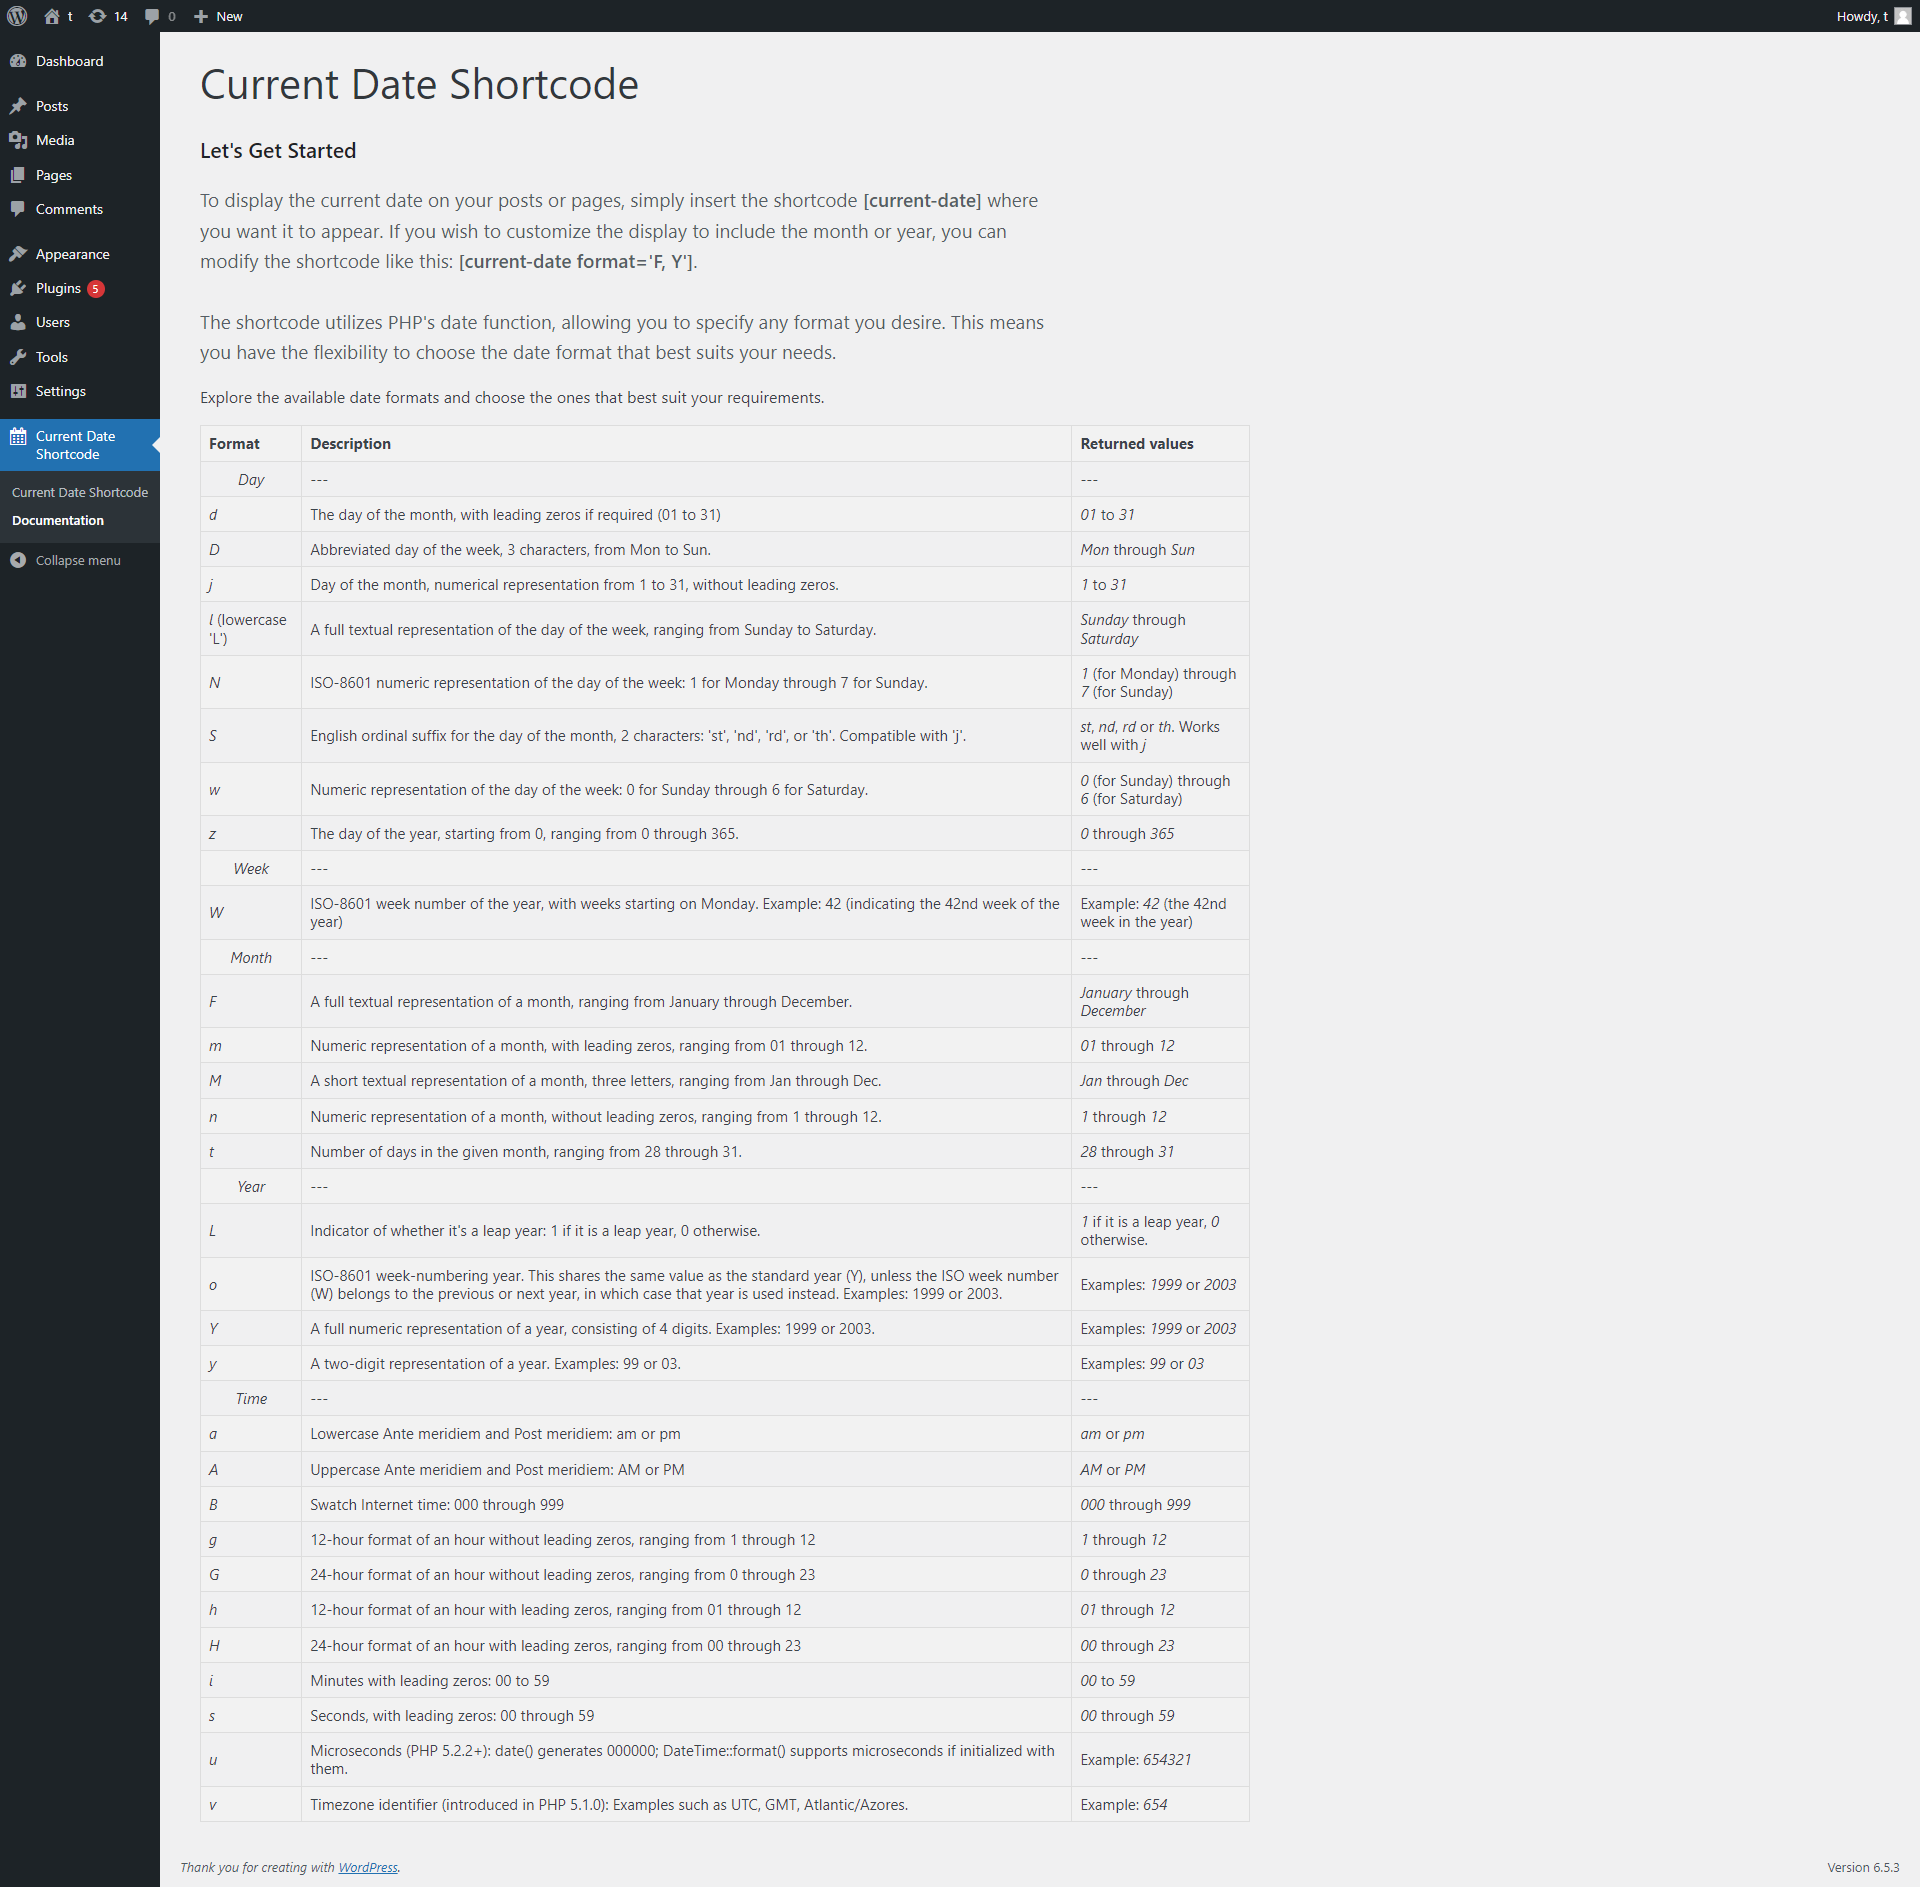 t 14 0 New Howdy, t
Dashboard
Posts
Media
Pages
Comments
Appearance
Plugins 5
Users
Tools
Settings
Current Date
Shortcode
Current Date Shortcode
Documentation
Collapse menu
Current Date Shortcode
Let's Get Started
To display the current date on your posts or pages, simply insert the shortcode [current-date] where
you want it to appear. If you wish to customize the display to include the month or year, you can
modify the shortcode like this: [current-date format='F, Y'].
The shortcode utilizes PHP's date function, allowing you to specify any format you desire. This means
you have the flexibility to choose the date format that best suits your needs.
Explore the available date formats and choose the ones that best suit your requirements.
Format Description Returned values
Day --- ---
d The day of the month, with leading zeros if required (01 to 31) 01 to 31
D Abbreviated day of the week, 3 characters, from Mon to Sun. Mon through Sun
j Day of the month, numerical representation from 1 to 31, without leading zeros. 1 to 31
l (lowercase
'L') A full textual representation of the day of the week, ranging from Sunday to Saturday. Sunday through
Saturday
N ISO-8601 numeric representation of the day of the week: 1 for Monday through 7 for Sunday. 1 (for Monday) through
7 (for Sunday)
S English ordinal suffix for the day of the month, 2 characters: 'st', 'nd', 'rd', or 'th'. Compatible with 'j'. st, nd, rd or th. Works
well with j
w Numeric representation of the day of the week: 0 for Sunday through 6 for Saturday. 0 (for Sunday) through
6 (for Saturday)
z The day of the year, starting from 0, ranging from 0 through 365. 0 through 365
Week --- ---
W ISO-8601 week number of the year, with weeks starting on Monday. Example: 42 (indicating the 42nd week of the
year) Example: 42 (the 42nd
week in the year)
Month --- ---
F A full textual representation of a month, ranging from January through December. January through
December
m Numeric representation of a month, with leading zeros, ranging from 01 through 12. 01 through 12
M A short textual representation of a month, three letters, ranging from Jan through Dec. Jan through Dec
n Numeric representation of a month, without leading zeros, ranging from 1 through 12. 1 through 12
t Number of days in the given month, ranging from 28 through 31. 28 through 31
Year --- ---
L Indicator of whether it's a leap year: 1 if it is a leap year, 0 otherwise. 1 if it is a leap year, 0
otherwise.
o ISO-8601 week-numbering year. This shares the same value as the standard year (Y), unless the ISO week number
(W) belongs to the previous or next year, in which case that year is used instead. Examples: 1999 or 2003. Examples: 1999 or 2003
Y A full numeric representation of a year, consisting of 4 digits. Examples: 1999 or 2003. Examples: 1999 or 2003
y A two-digit representation of a year. Examples: 99 or 03. Examples: 99 or 03
Time --- ---
a Lowercase Ante meridiem and Post meridiem: am or pm am or pm
A Uppercase Ante meridiem and Post meridiem: AM or PM AM or PM
B Swatch Internet time: 000 through 999 000 through 999
g 12-hour format of an hour without leading zeros, ranging from 1 through 12 1 through 12
G 24-hour format of an hour without leading zeros, ranging from 0 through 23 0 through 23
h 12-hour format of an hour with leading zeros, ranging from 01 through 12 01 through 12
H 24-hour format of an hour with leading zeros, ranging from 00 through 23 00 through 23
i Minutes with leading zeros: 00 to 59 00 to 59
s Seconds, with leading zeros: 00 through 59 00 through 59
u Microseconds (PHP 5.2.2+): date() generates 000000; DateTime::format() supports microseconds if initialized with
them. Example: 654321
v Timezone identifier (introduced in PHP 5.1.0): Examples such as UTC, GMT, Atlantic/Azores. Example: 654
Thank you for creating with WordPress. Version 6.5.3